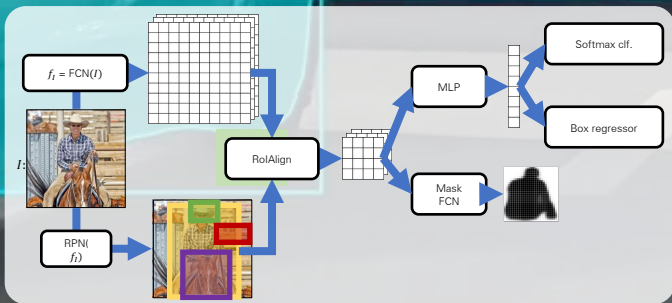 f_I = FCN(I)
Softmax clf.
MLP
Box regressor
I:
RoIAlign
Mask
FCN
RPN(
f_I)